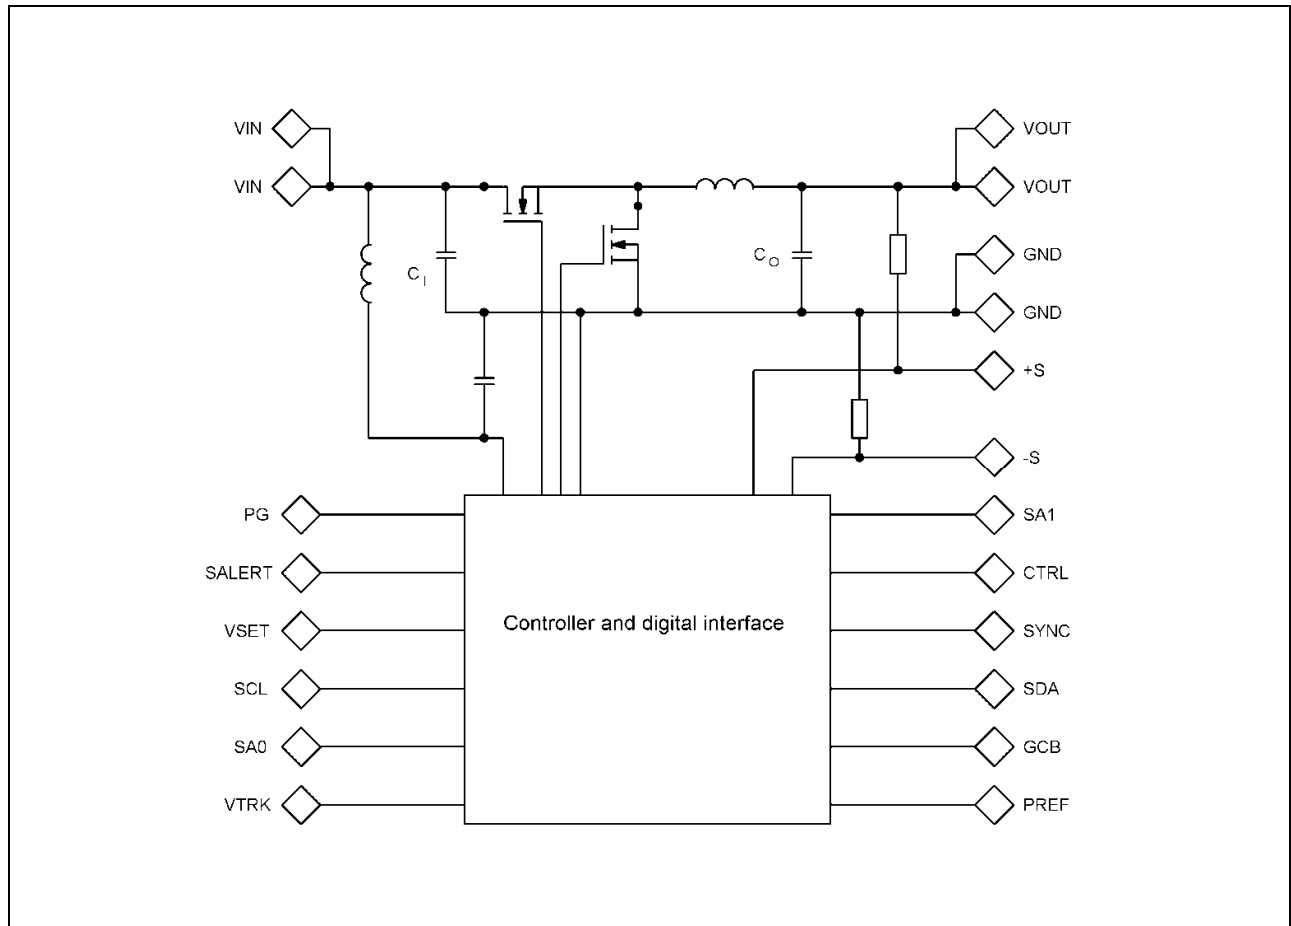 VIN
VOUT
VIN
VOUT
C I
C O
GND
GND
+S
-S
PG
SA1
SALERT
CTRL
Controller and digital interface
VSET
SYNC
SCL
SDA
SA0
GCB
VTRK
PREF